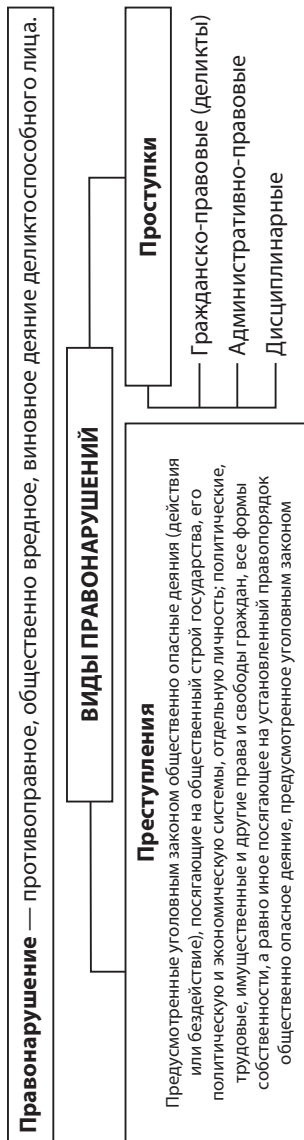 Правонарушение — противоправное, общественно вредное, виновное деяние деликтоспособного лица.
ВИДЫ ПРАВОНАРУШЕНИЙ
Преступления
Предусмотренные уголовным законом общественно опасные деяния (действия
или бездействие), посягающие на общественный строй государства, его
политическую и экономическую системы, отдельную личность; политические,
трудовые, имущественные и другие права и свободы граждан, все формы
собственности, а равно иное посягающее на установленный правопорядок
общественно опасное деяние, предусмотренное уголовным законом
Проступки
Гражданско-правовые (деликты)
Административно-правовые
Дисциплинарные